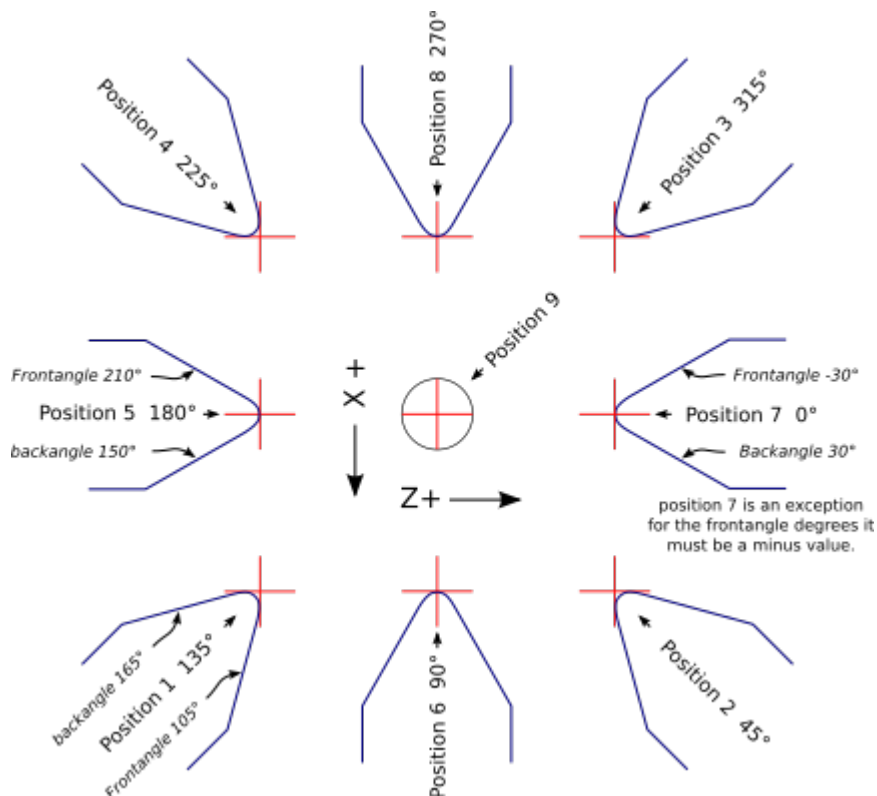 Position 4 225°
Position 8 270°
Position 3 315°
Position 9
Frontangle 210°
Position 5 180°
backangle 150°
X +
Z+
Frontangle -30°
Position 7 0°
Backangle 30°
position 7 is an exception
for the frontangle degrees it
must be a minus value.
backangle 165°
Position 1 135°
Frontangle 105°
Position 6 90°
Position 2 45°